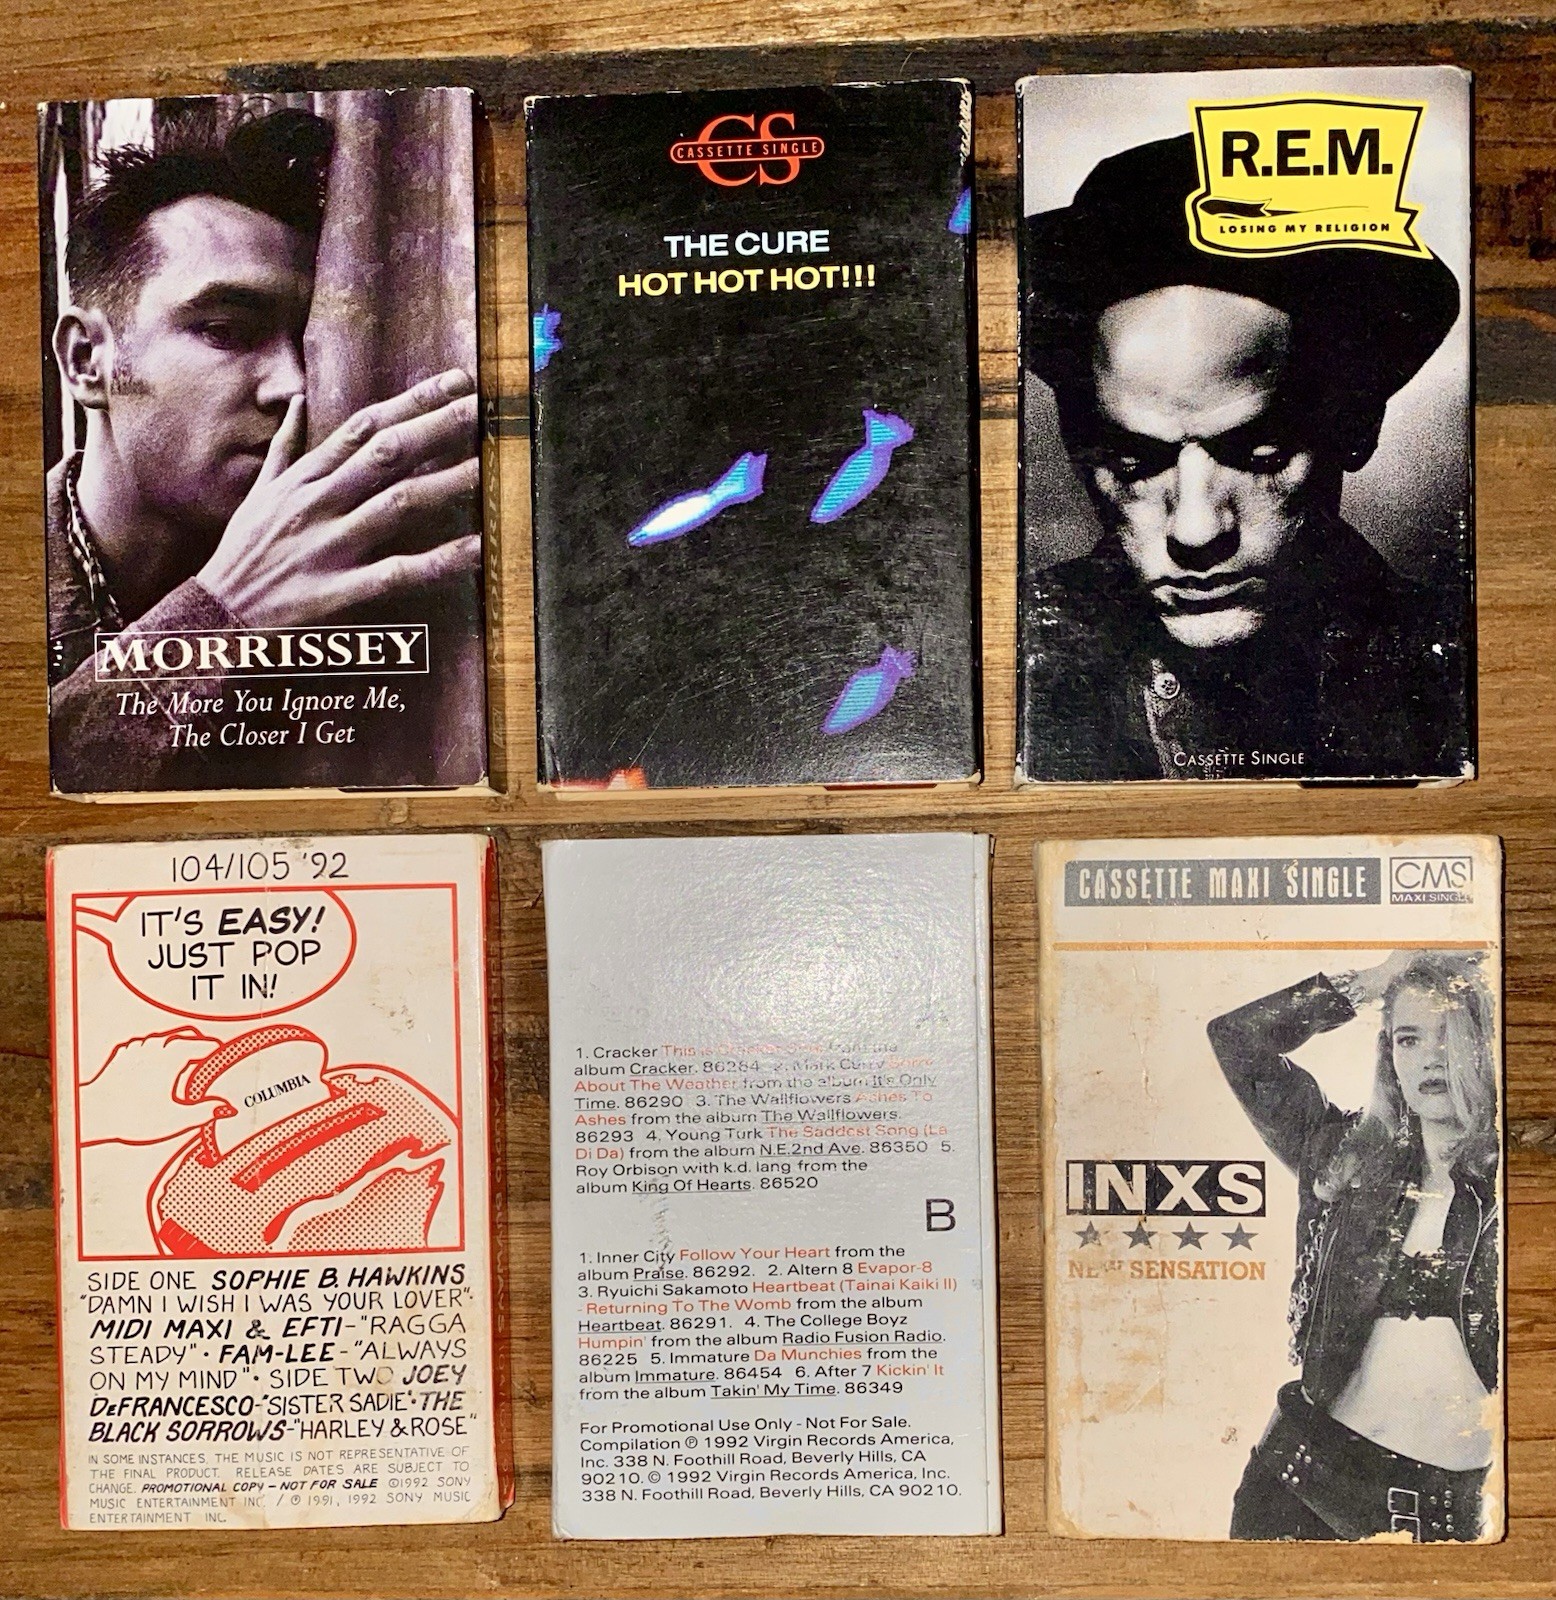 MORRISSEY
The More You Ignore Me,
The Closer I Get
MORRISSEY
CS
CASSETTE SINGLE
THE CURE
HOT HOT HOT!!!
R.E.M.
LOSING MY RELIGION
CASSETTE SINGLE
104/105 '92
IT'S EASY!
JUST POP
IT IN!
COLUMBIA
SIDE ONE SOPHIE B. HAWKINS
"DAMN I WISH I WAS YOUR LOVER"·
MIDI MAXI & EFTI-"RAGGA
STEADY"· FAM-LEE-"ALWAYS
ON MY MIND"· SIDE TWO JOEY
DeFRANCESCO-"SISTER SADIE"·THE
BLACK SORROWS-"HARLEY & ROSE"
IN SOME INSTANCES, THE MUSIC IS NOT REPRESENTATIVE OF
THE FINAL PRODUCT. RELEASE DATES ARE SUBJECT TO
CHANGE. PROMOTIONAL COPY – NOT FOR SALE ©1992 SONY
MUSIC ENTERTAINMENT INC. / ℗ 1991, 1992 SONY MUSIC
ENTERTAINMENT INC.
1. Cracker This is Cracker from the
album Cracker. 86284 2. Mark Curry
About The Weather from the album It's Only
Time. 86290 3. The Wallflowers Ashes To
Ashes from the album The Wallflowers.
86293 4. Young Turk The Saddest Song (La
Di Da) from the album N.E.2nd Ave. 86350 5.
Roy Orbison with k.d. lang from the
album King Of Hearts. 86520
B
1. Inner City Follow Your Heart from the
album Praise. 86292. 2. Altern 8 Evapor-8
3. Ryuichi Sakamoto Heartbeat (Tainai Kaiki II)
- Returning To The Womb from the album
Heartbeat. 86291. 4. The College Boyz
Humpin' from the album Radio Fusion Radio.
86225 5. Immature Da Munchies from the
album Immature. 86454 6. After 7 Kickin' It
from the album Takin' My Time. 86349
For Promotional Use Only - Not For Sale.
Compilation ℗ 1992 Virgin Records America,
Inc. 338 N. Foothill Road, Beverly Hills, CA
90210. © 1992 Virgin Records America, Inc.
338 N. Foothill Road, Beverly Hills, CA 90210.
CASSETTE MAXI SINGLE
CMS
MAXI SINGLE
INXS
NEW SENSATION